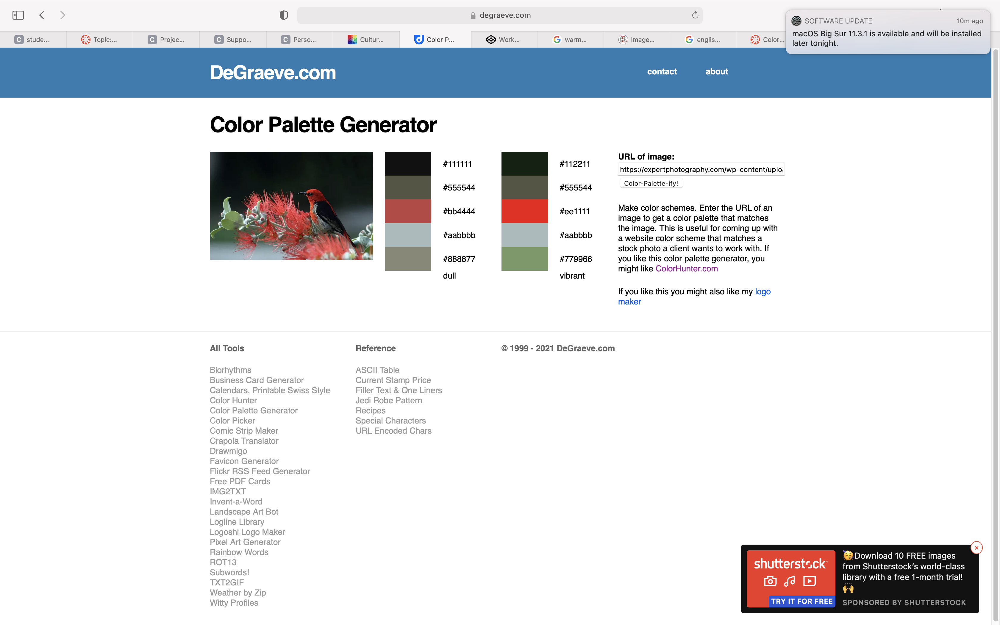 degraeve.com
SOFTWARE UPDATE 10m ago
macOS Big Sur 11.3.1 is available and will be installed
later tonight.
stude... Topic:... Projec... Suppo... Perso... Cultur... Color P... Work... warm... Image... englis... Color...
DeGraeve.com contact about
Color Palette Generator
#111111
#555544
#bb4444
#aabbbb
#888877
dull
#112211
#555544
#ee1111
#aabbbb
#779966
vibrant
URL of image:
https://expertphotography.com/wp-content/uplo
Color-Palette-ify!
Make color schemes. Enter the URL of an
image to get a color palette that matches
the image. This is useful for coming up with
a website color scheme that matches a
stock photo a client wants to work with. If
you like this color palette generator, you
might like ColorHunter.com
If you like this you might also like my logo
maker
All Tools
Biorhythms
Business Card Generator
Calendars, Printable Swiss Style
Color Hunter
Color Palette Generator
Color Picker
Comic Strip Maker
Crapola Translator
Drawmigo
Favicon Generator
Flickr RSS Feed Generator
Free PDF Cards
IMG2TXT
Invent-a-Word
Landscape Art Bot
Logline Library
Logoshi Logo Maker
Pixel Art Generator
Rainbow Words
ROT13
Subwords!
TXT2GIF
Weather by Zip
Witty Profiles
Reference
ASCII Table
Current Stamp Price
Filler Text & One Liners
Jedi Robe Pattern
Recipes
Special Characters
URL Encoded Chars
© 1999 - 2021 DeGraeve.com
shutterstock
TRY IT FOR FREE
🥳Download 10 FREE images
from Shutterstock's world-class
library with a free 1-month trial!
🙌
SPONSORED BY SHUTTERSTOCK